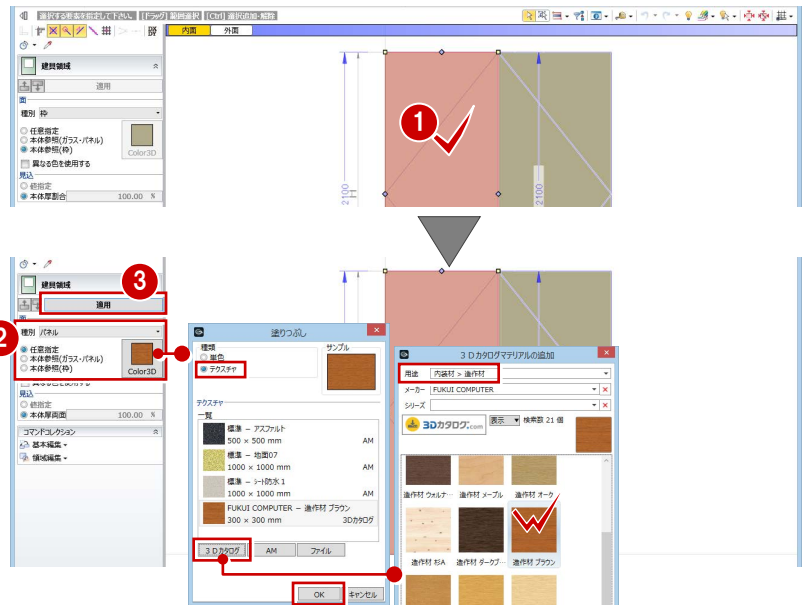 選択する要素を指定して下さい。 [[ドラッグ] 範囲選択 [[Ctrl] 選択追加・解除
内面 外面
建具領域
適用
面
種別 枠
任意指定
本体参照(ガラス・パネル)
本体参照(枠)
Color3D
異なる色を使用する
見込
値指定
本体厚割合 100.00 %
2100
2100
1
3
建具領域
適用
面
2
種別 パネル
任意指定
本体参照(ガラス・パネル)
本体参照(枠)
Color3D
異なる色を使用する
見込
値指定
本体厚両面 100.00 %
コマンドコレクション
基本編集
領域編集
塗りつぶし
種類
単色
テクスチャ
サンプル
テクスチャ
一覧
標準 － アスファルト
500 × 500 mm AM
標準 － 地面07
1000 × 1000 mm AM
標準 － シート防水1
1000 × 1000 mm AM
FUKUI COMPUTER － 造作材 ブラウン
300 × 300 mm 3Dカタログ
3Dカタログ AM ファイル
OK キャンセル
3Dカタログマテリアルの追加
用途 内装材 > 造作材
メーカー FUKUI COMPUTER
シリーズ
3Dカタログ.com 表示 検索数 21 個
造作材 ウォルナ… 造作材 メープル 造作材 オーク
造作材 杉A 造作材 ダークブ… 造作材 ブラウン